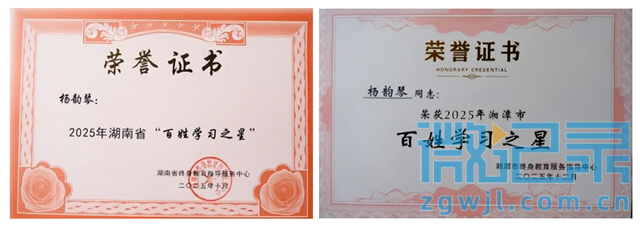 荣誉证书
杨韵琴：
2025年湖南省“百姓学习之星”
湖南省终身教育指导服务中心
二〇二五年十月
荣誉证书
HONORARY CREDENTIAL
杨韵琴 同志：
荣获2025年湘潭市
百姓学习之星
湘潭市终身教育服务指导中心
二〇二五年十二月
微记录
zgwjl.com.cn